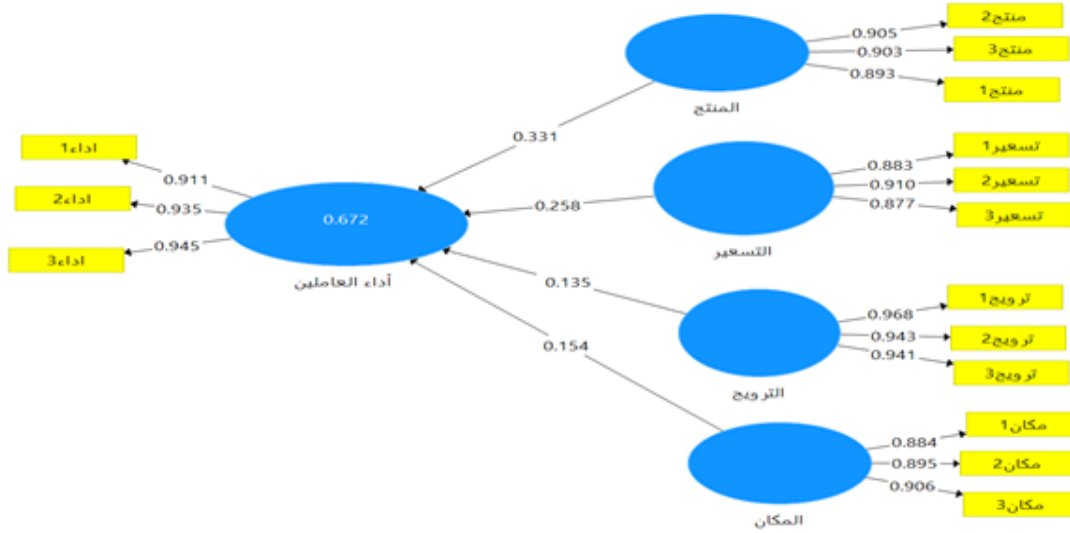 منتج2
0.905
منتج3
0.903
منتج1
0.893
المنتج
0.331
تسعير1
0.883
تسعير2
0.910
تسعير3
0.877
التسعير
0.258
اداء1
0.911
اداء2
0.935
اداء3
0.945
0.672
أداء العاملين
ترويج1
0.968
ترويج2
0.943
ترويج3
0.941
الترويج
0.135
مكان1
0.884
مكان2
0.895
مكان3
0.906
المكان
0.154